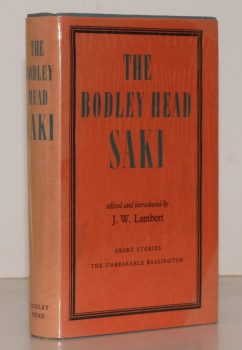 THE
BODLEY
HEAD
SAKI
BODLEY
HEAD
THE
BODLEY HEAD
SAKI
edited and introduced by
J. W. Lambert
SHORT STORIES
THE UNBEARABLE BASSINGTON